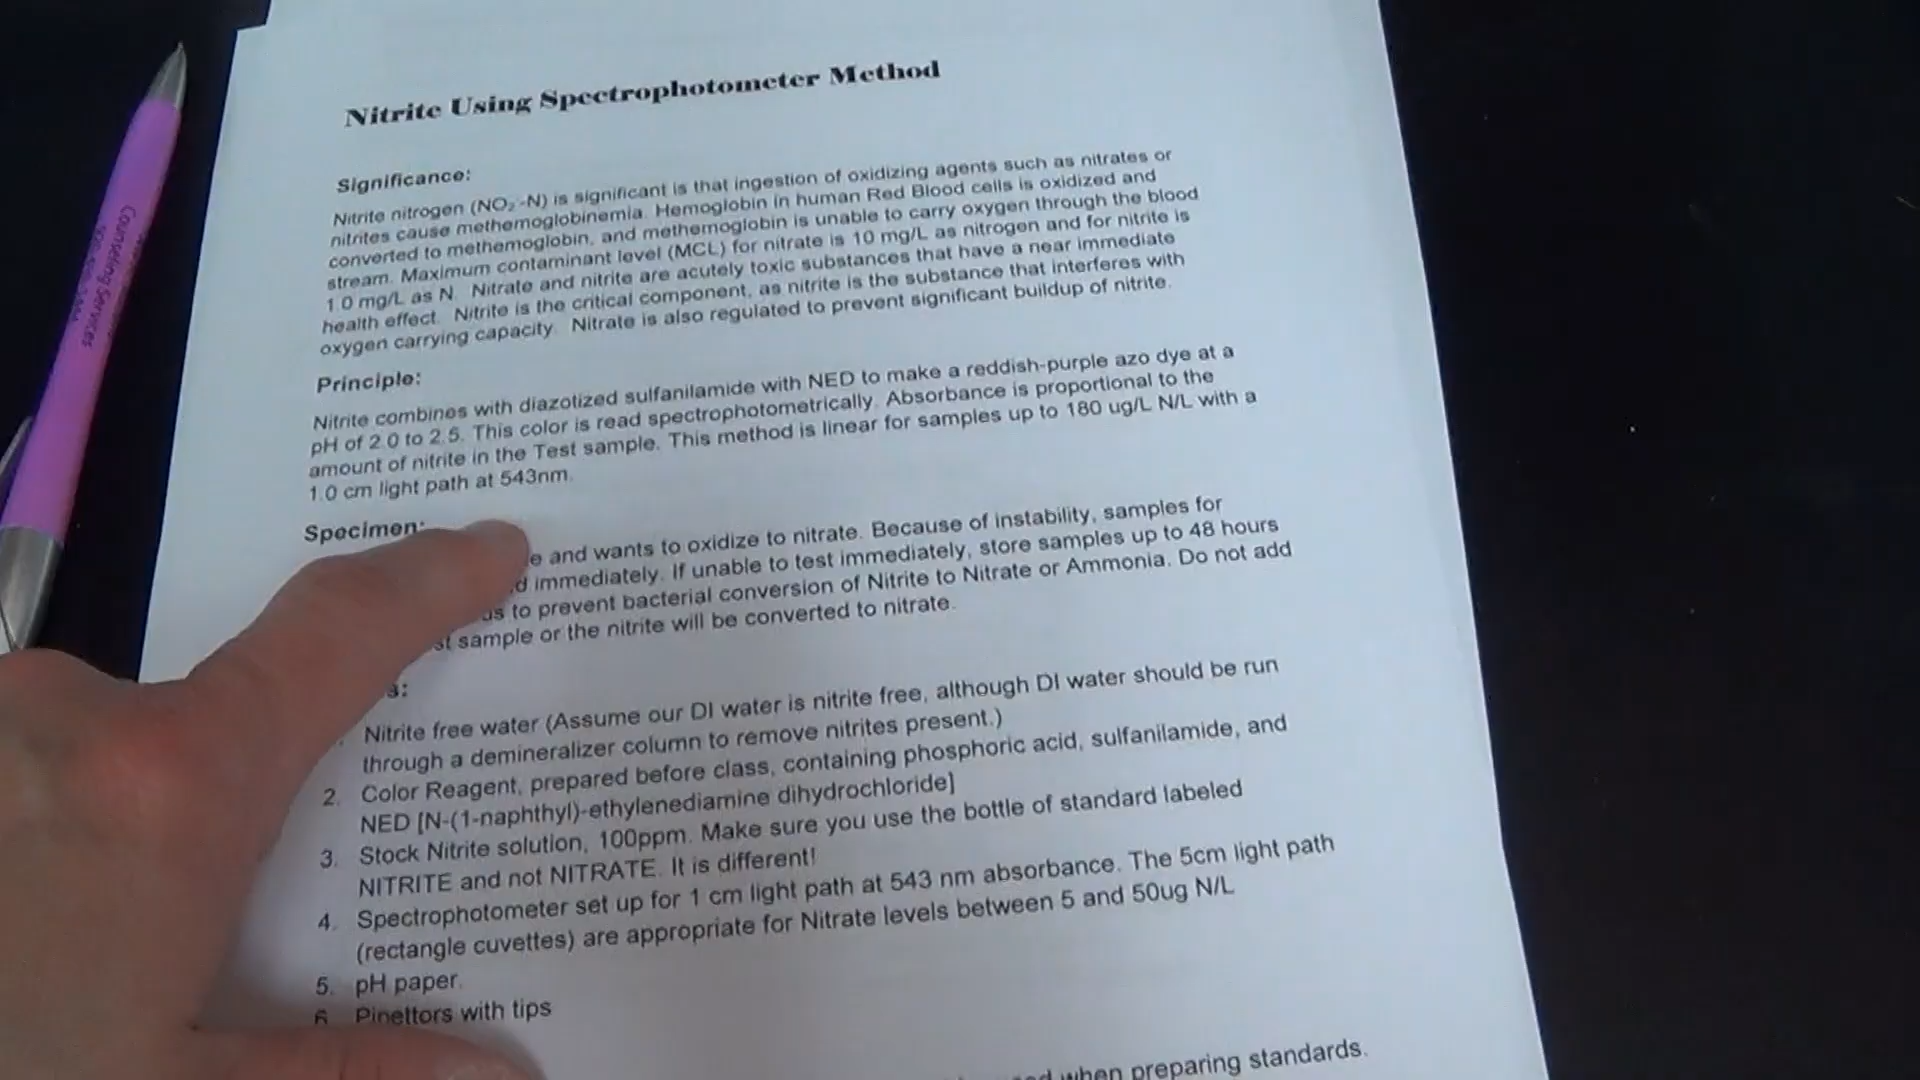 Nitrite Using Spectrophotometer Method
Significance:
Nitrite nitrogen (NO₂⁻-N) is significant is that ingestion of oxidizing agents such as nitrates or
nitrites cause methemoglobinemia. Hemoglobin in human Red Blood cells is oxidized and
converted to methemoglobin, and methemoglobin is unable to carry oxygen through the blood
stream. Maximum contaminant level (MCL) for nitrate is 10 mg/L as nitrogen and for nitrite is
1.0 mg/L as N. Nitrate and nitrite are acutely toxic substances that have a near immediate
health effect. Nitrite is the critical component, as nitrite is the substance that interferes with
oxygen carrying capacity. Nitrate is also regulated to prevent significant buildup of nitrite.
Principle:
Nitrite combines with diazotized sulfanilamide with NED to make a reddish-purple azo dye at a
pH of 2.0 to 2.5. This color is read spectrophotometrically. Absorbance is proportional to the
amount of nitrite in the Test sample. This method is linear for samples up to 180 ug/L N/L with a
1.0 cm light path at 543nm.
Specimen:
and wants to oxidize to nitrate. Because of instability, samples for
immediately. If unable to test immediately, store samples up to 48 hours
to prevent bacterial conversion of Nitrite to Nitrate or Ammonia. Do not add
sample or the nitrite will be converted to nitrate.
Nitrite free water (Assume our DI water is nitrite free, although DI water should be run
through a demineralizer column to remove nitrites present.)
2. Color Reagent, prepared before class, containing phosphoric acid, sulfanilamide, and
NED [N-(1-naphthyl)-ethylenediamine dihydrochloride]
3. Stock Nitrite solution, 100ppm. Make sure you use the bottle of standard labeled
NITRITE and not NITRATE. It is different!
4. Spectrophotometer set up for 1 cm light path at 543 nm absorbance. The 5cm light path
(rectangle cuvettes) are appropriate for Nitrate levels between 5 and 50ug N/L
5. pH paper.
6. Pipettors with tips
when preparing standards.
Counseling Services